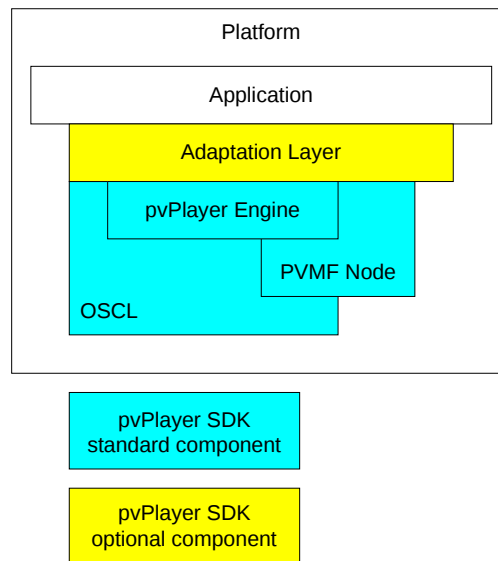 Platform
Application
Adaptation Layer
pvPlayer Engine
PVMF Node
OSCL
pvPlayer SDK
standard component
pvPlayer SDK
optional component